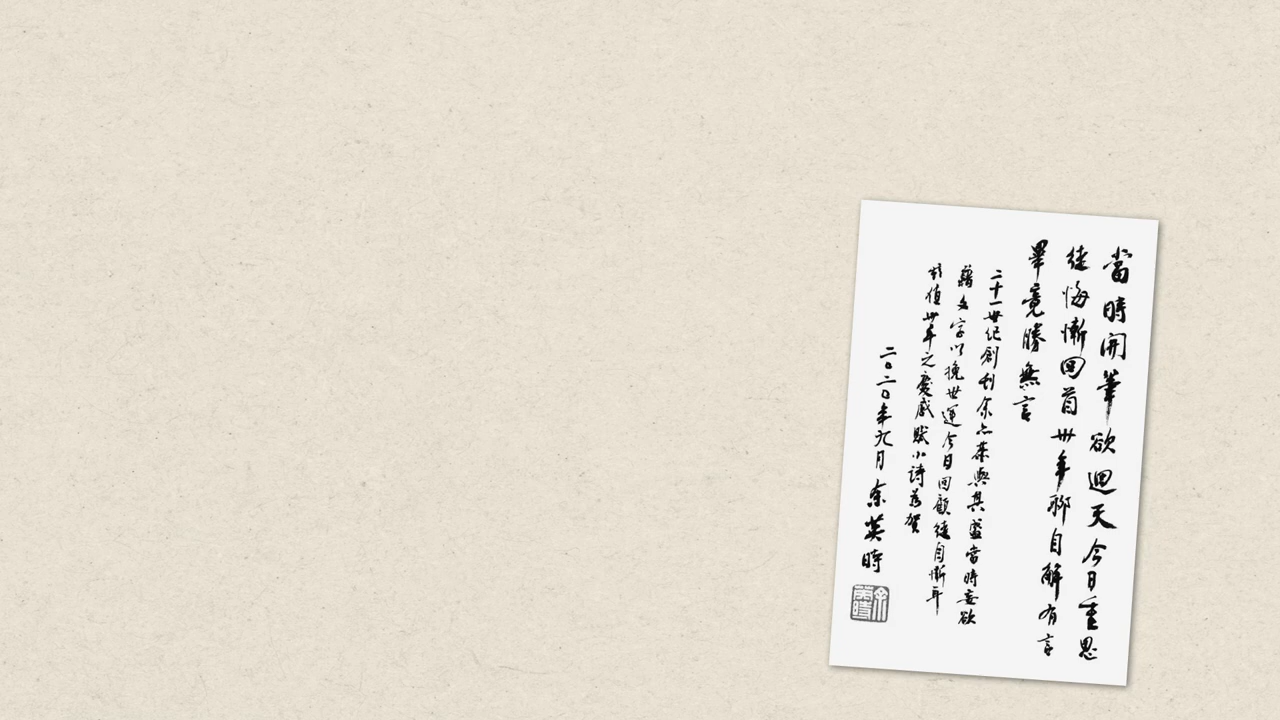 當時開筆欲迴天今日重思
徒悔慚回首卅年聊自解有言
畢竟勝無言
二十一世紀創刊余亦忝與其盛當時妄欲
藉文字以挽世運今日回顧徒自慚耳
值卅年之慶感賦小詩為賀
二〇二〇年九月余英時
余英時